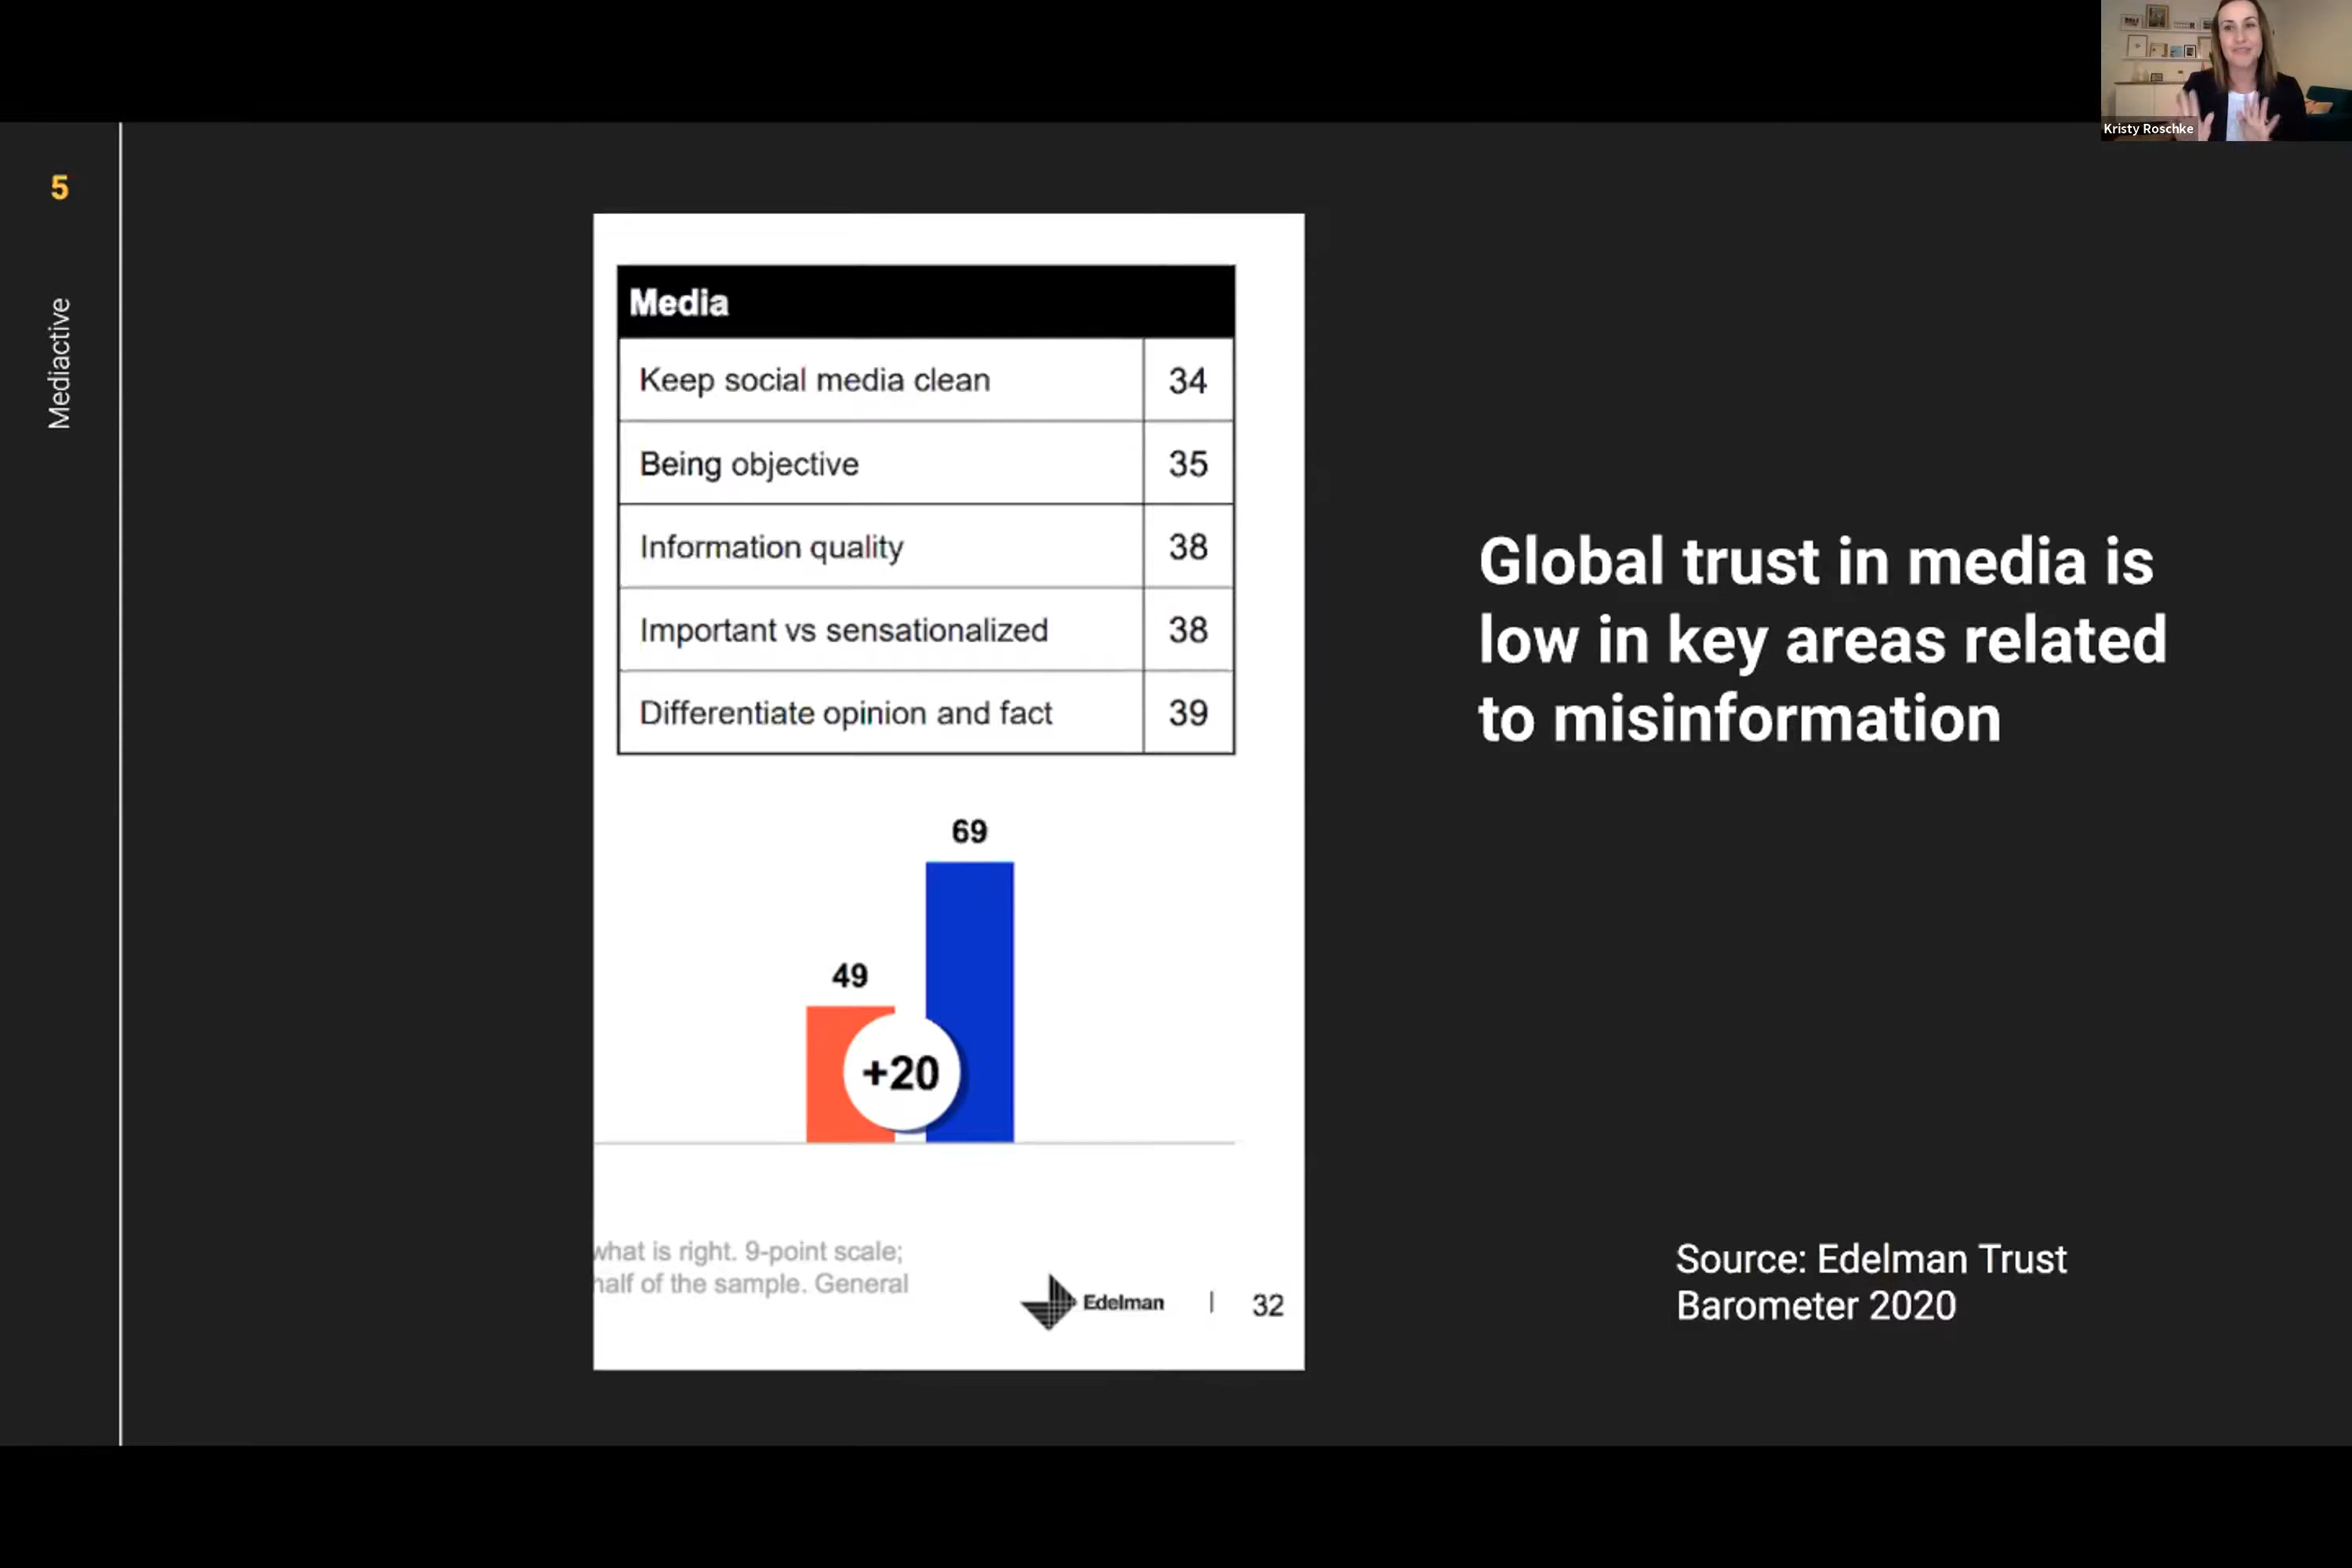 Kristy Roschke
5
Mediactive
Media
Keep social media clean 34
Being objective 35
Information quality 38
Important vs sensationalized 38
Differentiate opinion and fact 39
69
49
+20
what is right. 9-point scale;
half of the sample. General
Edelman | 32
Global trust in media is
low in key areas related
to misinformation
Source: Edelman Trust
Barometer 2020